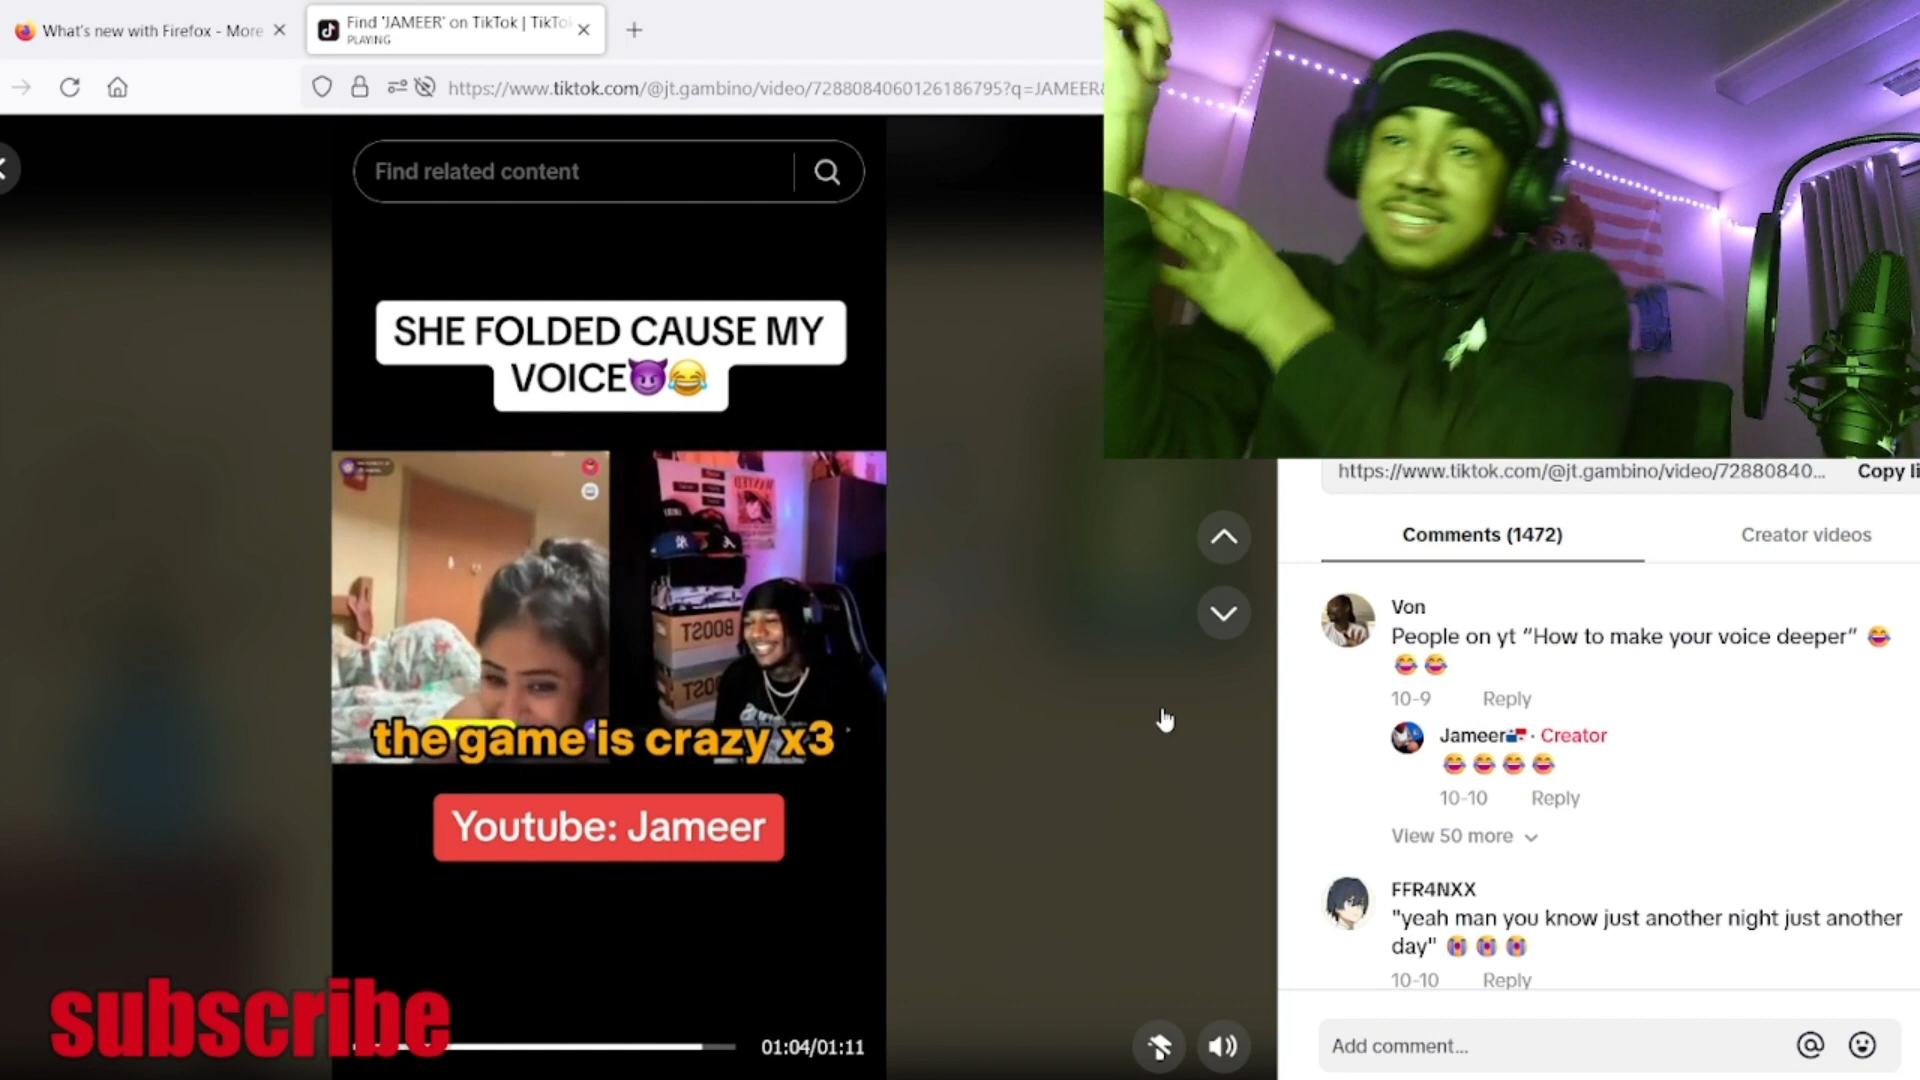 What's new with Firefox - More
Find 'JAMEER' on TikTok | TikTo
PLAYING
https://www.tiktok.com/@jt.gambino/video/7288084060126186795?q=JAMEER
Find related content
SHE FOLDED CAUSE MY
VOICE😈😂
WANTED
BOOST
BOOST
the game is crazy x3
Youtube: Jameer
subscribe
01:04/01:11
https://www.tiktok.com/@jt.gambino/video/72880840... Copy li
Comments (1472) Creator videos
Von
People on yt “How to make your voice deeper” 😂
😂😂
10-9 Reply
Jameer🇵🇦 · Creator
😂😂😂😂
10-10 Reply
View 50 more
FFR4NXX
"yeah man you know just another night just another
day" 😭😭😭
10-10 Reply
Add comment...